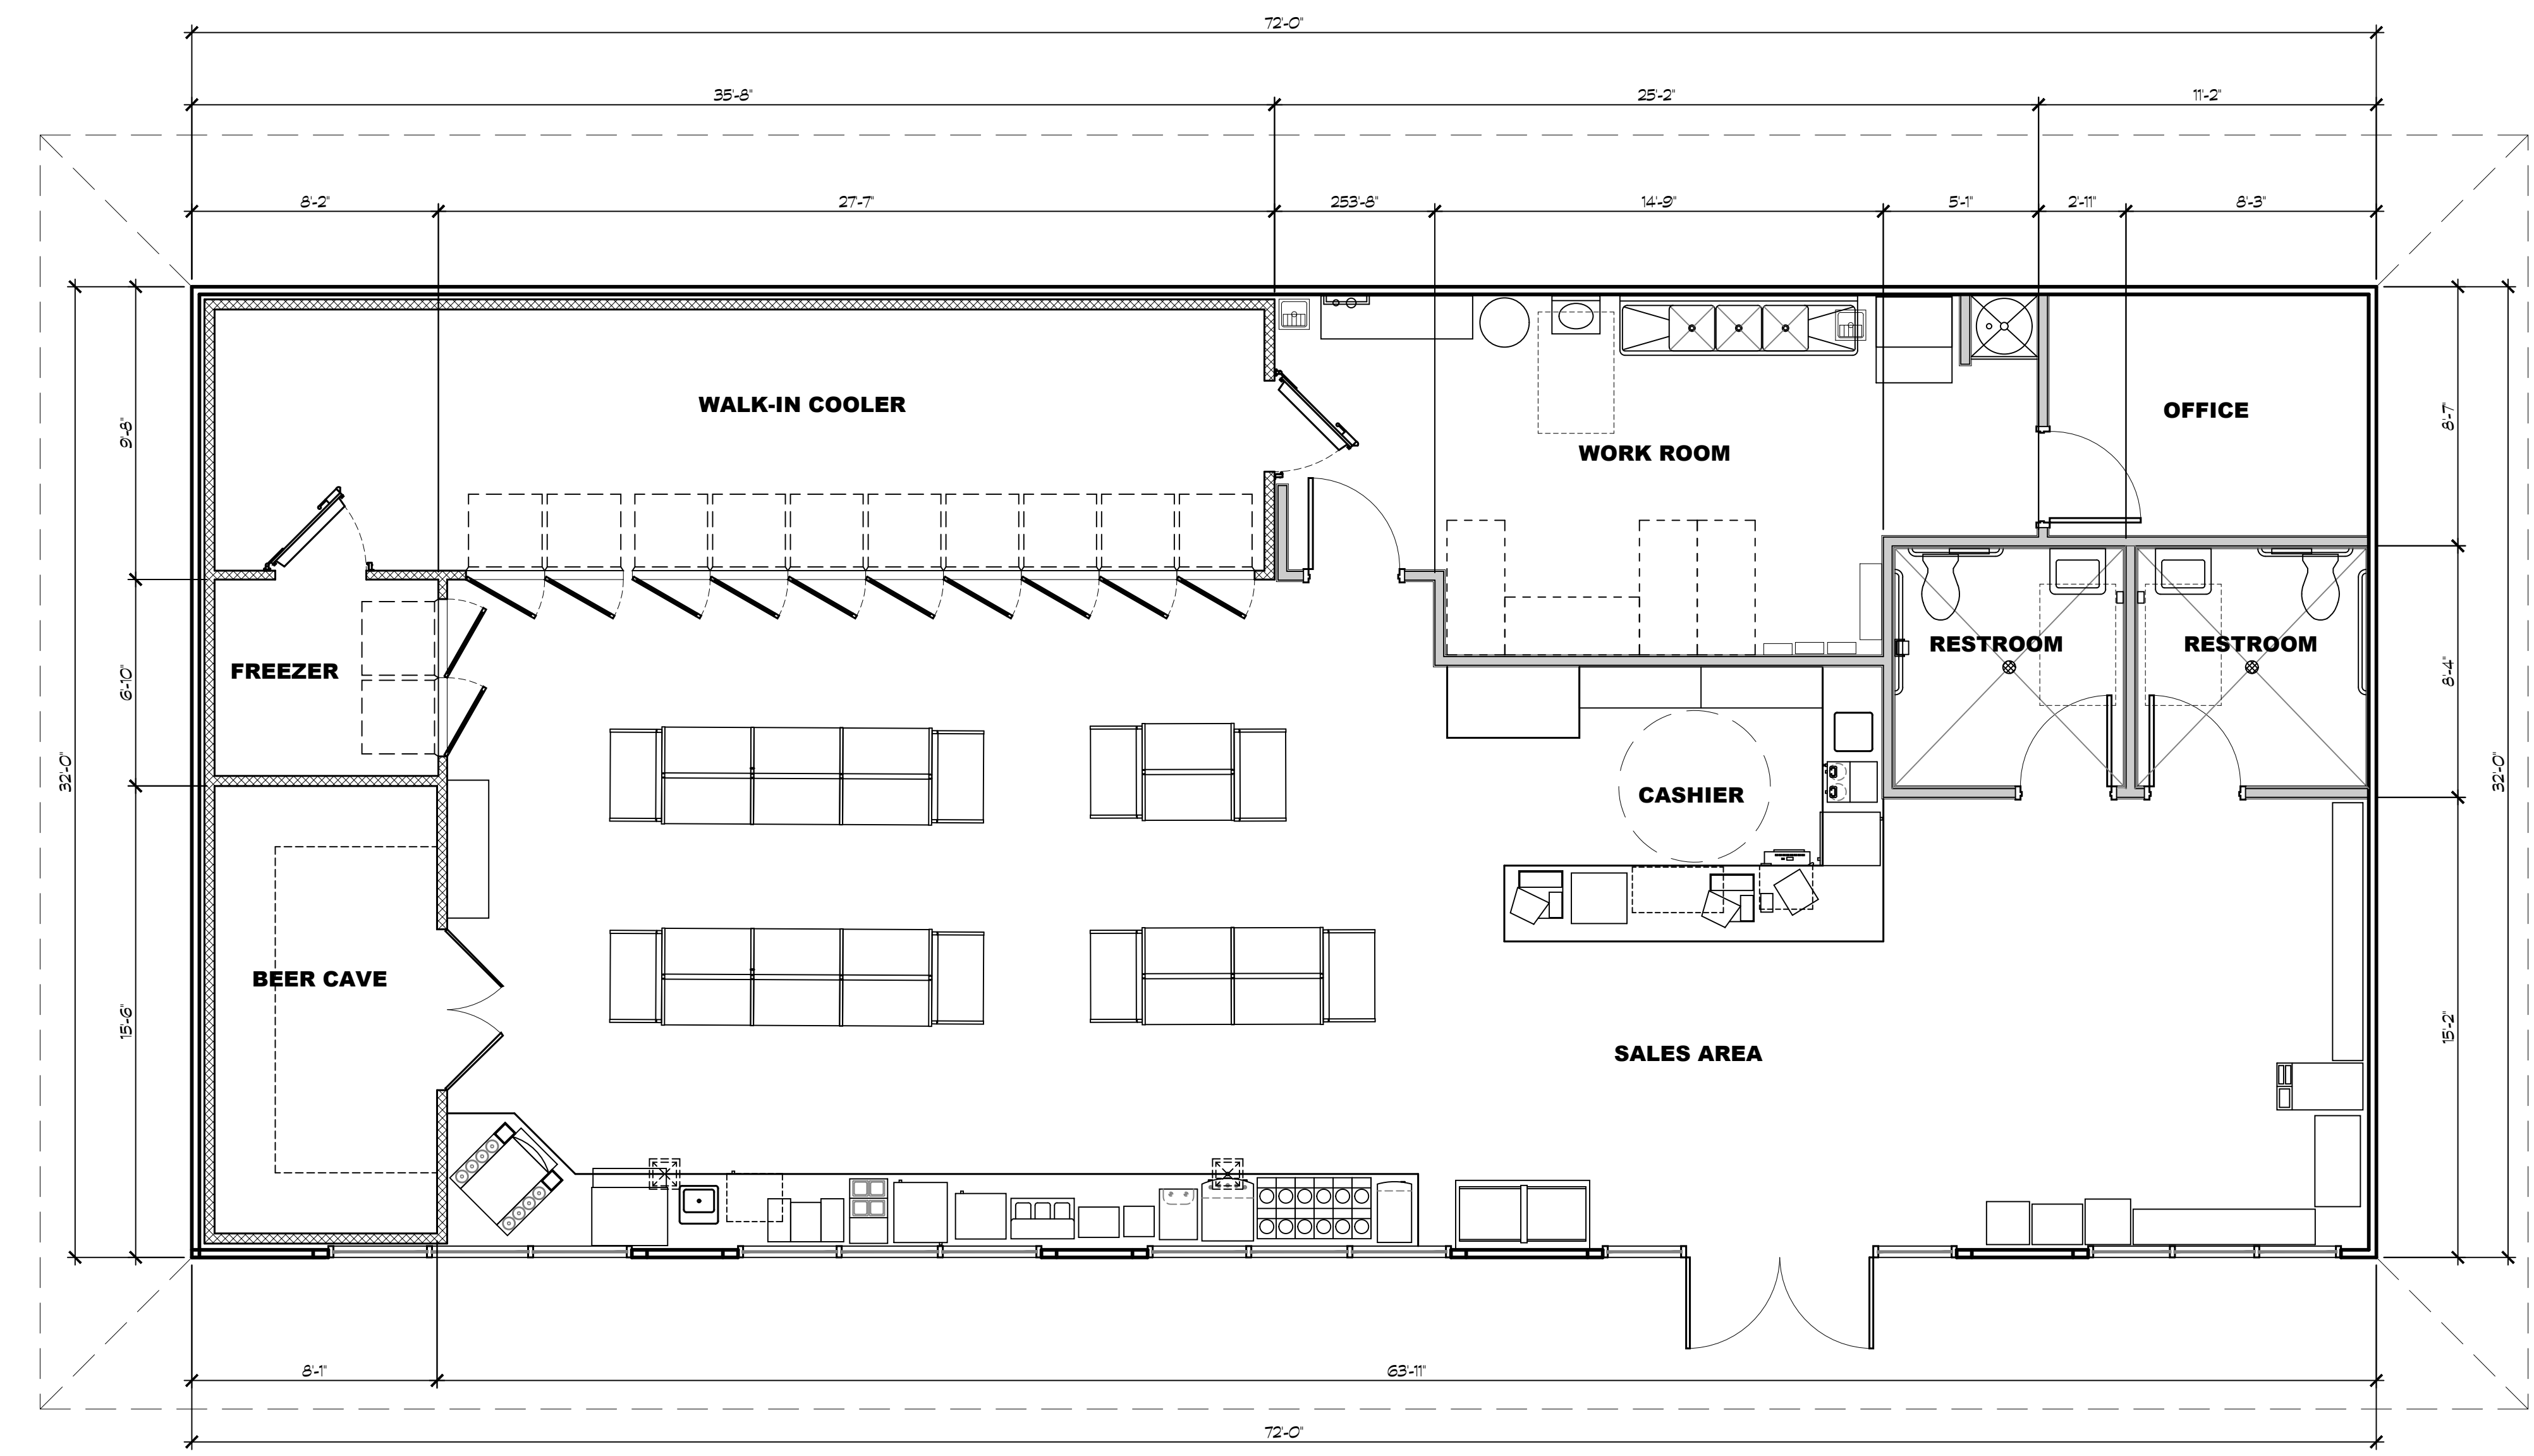 72'-0"
35'-8"
25'-2"
11'-2"
8'-2"
27'-7"
253'-8"
14'-9"
5'-1"
2'-11"
8'-3"
WALK-IN COOLER
OFFICE
9'-8"
8'-7"
WORK ROOM
RESTROOM
RESTROOM
FREEZER
6'-10"
8'-4"
32'-0"
32'-0"
CASHIER
BEER CAVE
15'-6"
15'-2"
SALES AREA
8'-1"
63'-11"
72'-0"